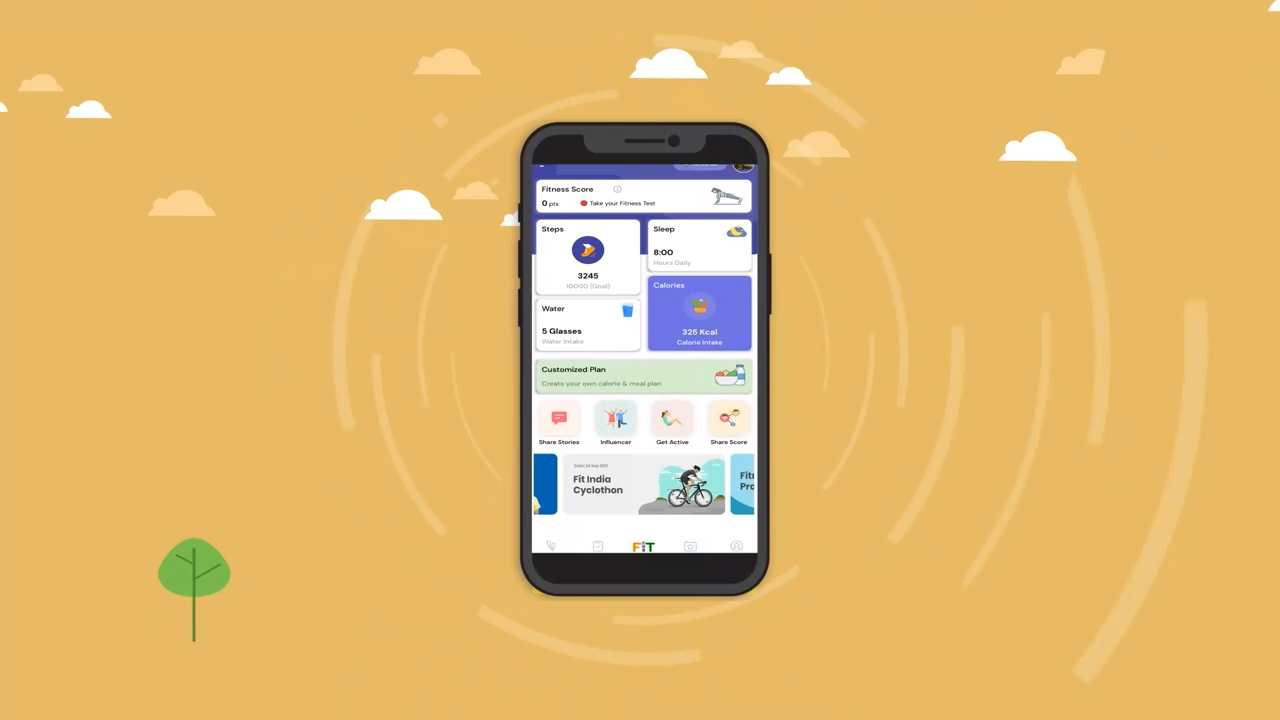 Fitness Score
0 pts
Take your Fitness Test
Steps
3245
10000 (Goal)
Sleep
8:00
Hours Daily
Water
5 Glasses
Water Intake
Calories
325 Kcal
Calorie Intake
Customized Plan
Create your own calorie & meal plan
Share Stories
Influencer
Get Active
Share Score
Fit India
Cyclothon
FiT